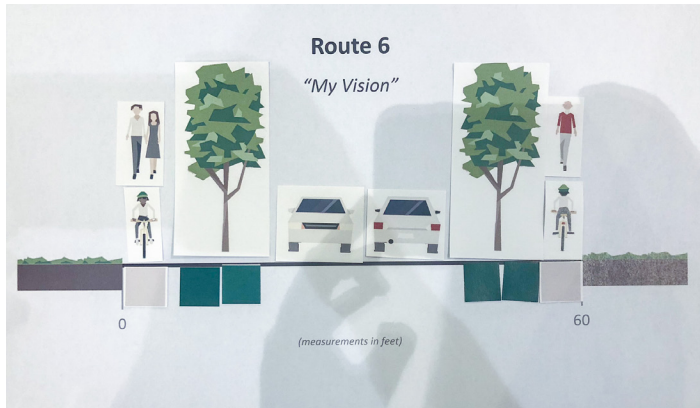 Route 6
“My Vision”
0
60
(measurements in feet)